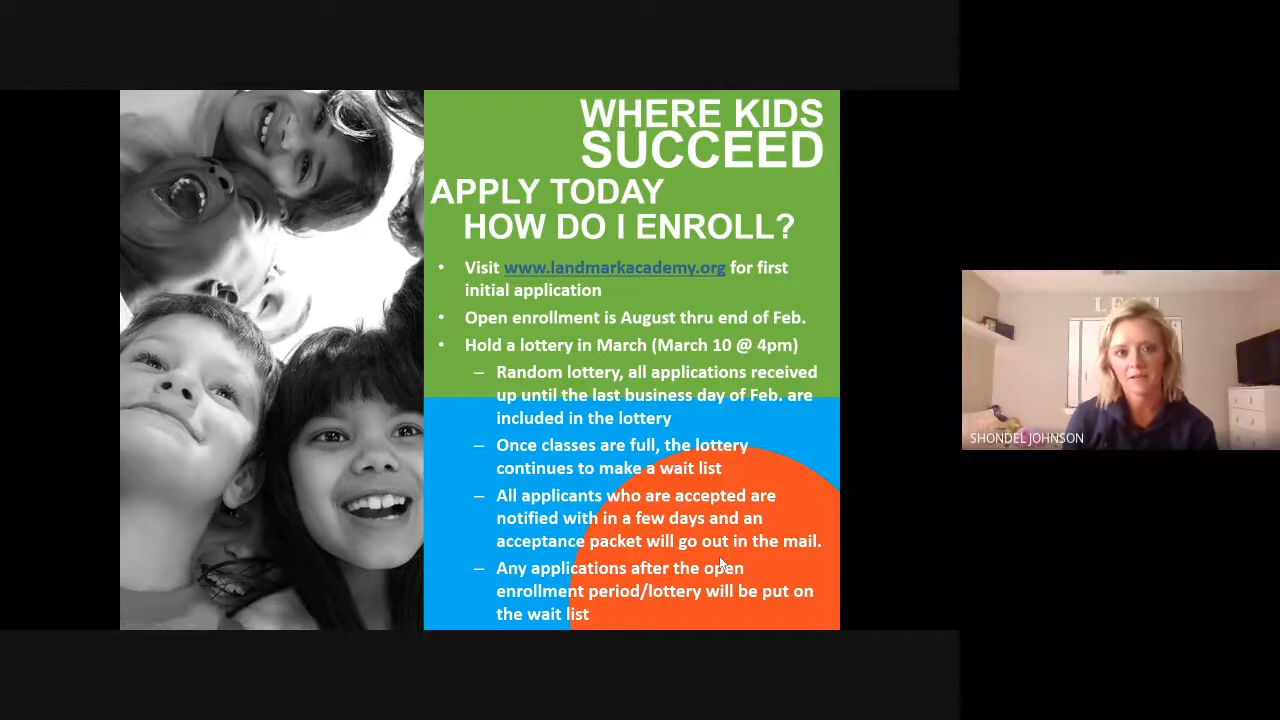 WHERE KIDS
SUCCEED
APPLY TODAY
HOW DO I ENROLL?
• Visit www.landmarkacademy.org for first
initial application
• Open enrollment is August thru end of Feb.
• Hold a lottery in March (March 10 @ 4pm)
– Random lottery, all applications received
up until the last business day of Feb. are
included in the lottery
– Once classes are full, the lottery
continues to make a wait list
– All applicants who are accepted are
notified with in a few days and an
acceptance packet will go out in the mail.
– Any applications after the open
enrollment period/lottery will be put on
the wait list
SHONDEL JOHNSON